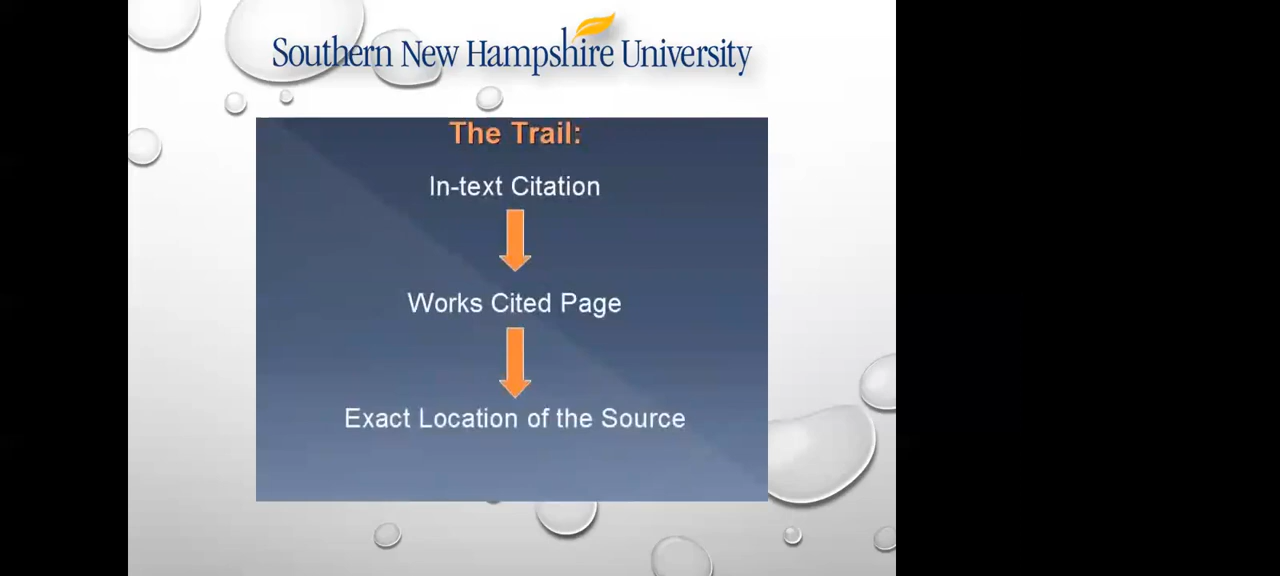 Southern New Hampshire University
The Trail:
In-text Citation
Works Cited Page
Exact Location of the Source